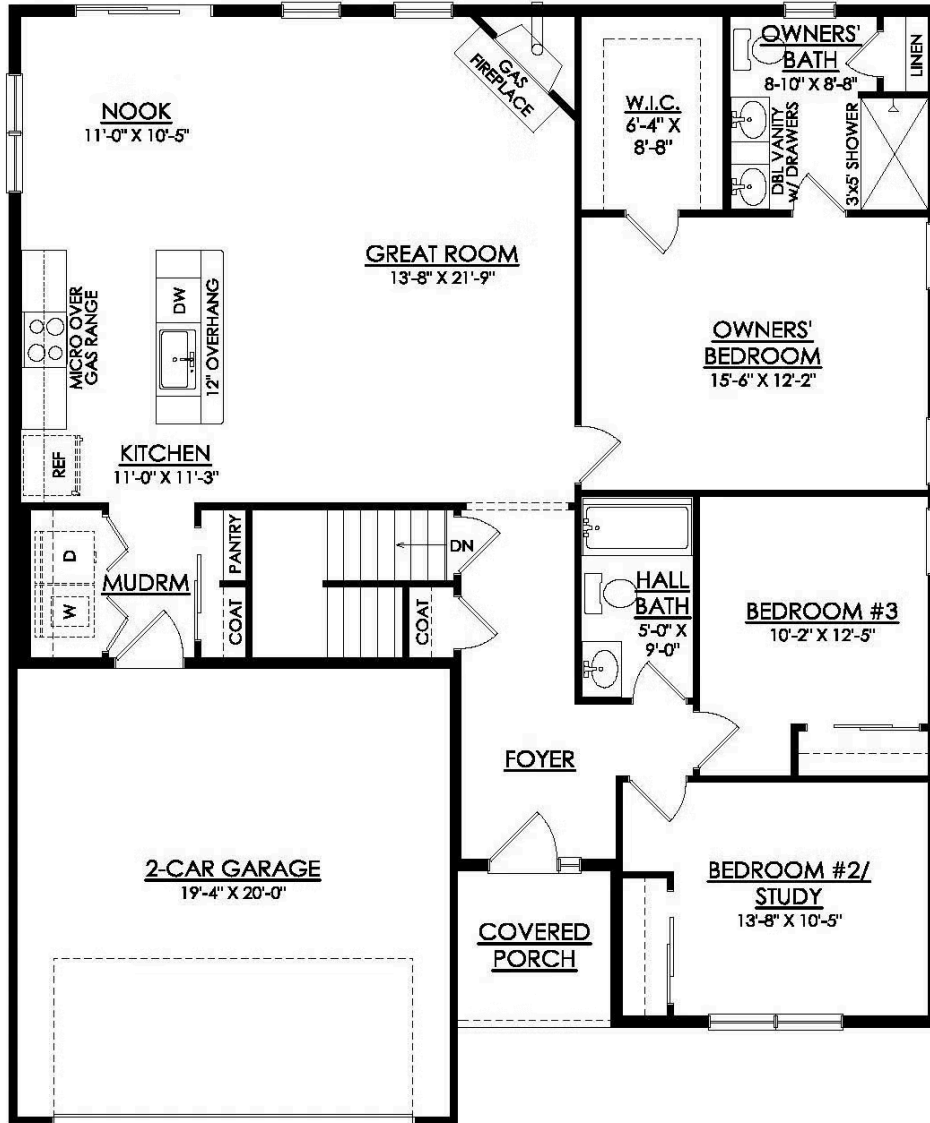 OWNERS'
BATH
8'-10" X 8'-8"
LINEN
GAS
FIREPLACE
NOOK
11'-0" X 10'-5"
W.I.C.
6'-4" X
8'-8"
DBL VANITY
W/ DRAWERS
3'x5' SHOWER
GREAT ROOM
13'-8" X 21'-9"
MICRO OVER
GAS RANGE
DW
12" OVERHANG
OWNERS'
BEDROOM
15'-6" X 12'-2"
REF
KITCHEN
11'-0" X 11'-3"
D
W
MUDRM
PANTRY
COAT
DN
COAT
HALL
BATH
5'-0" X
9'-0"
BEDROOM #3
10'-2" X 12'-5"
FOYER
2-CAR GARAGE
19'-4" X 20'-0"
BEDROOM #2/
STUDY
13'-8" X 10'-5"
COVERED
PORCH